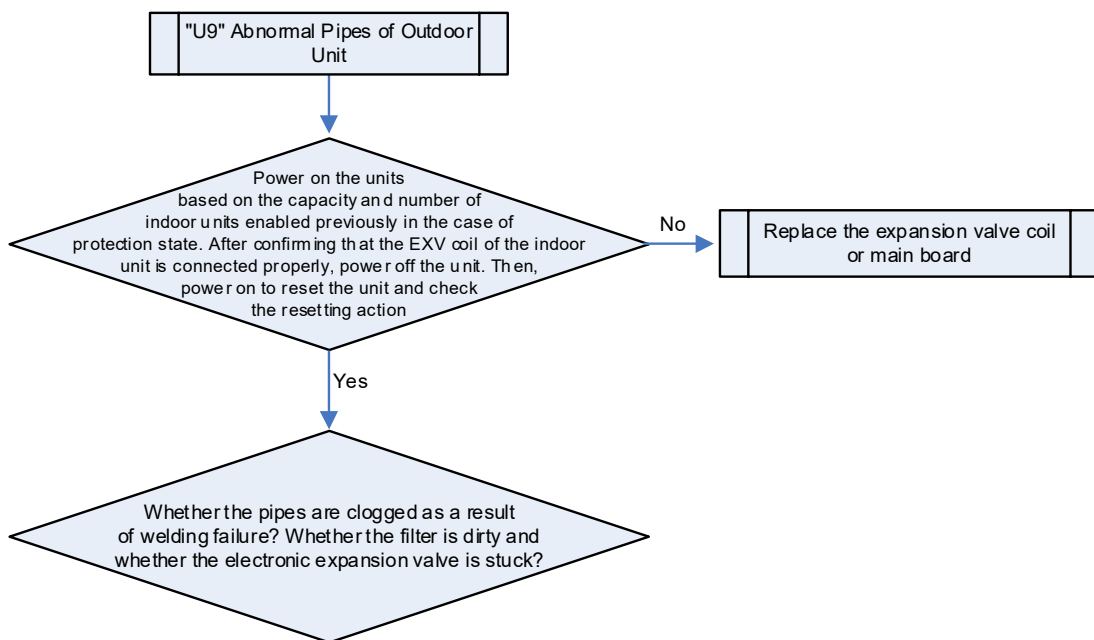 "U9" Abnormal Pipes of Outdoor
Unit
Power on the units
based on the capacity and number of
indoor units enabled previously in the case of
protection state. After confirming that the EXV coil of the indoor
unit is connected properly, power off the unit. Then,
power on to reset the unit and check
the resetting action
No
Replace the expansion valve coil
or main board
Yes
Whether the pipes are clogged as a result
of welding failure? Whether the filter is dirty and
whether the electronic expansion valve is stuck?